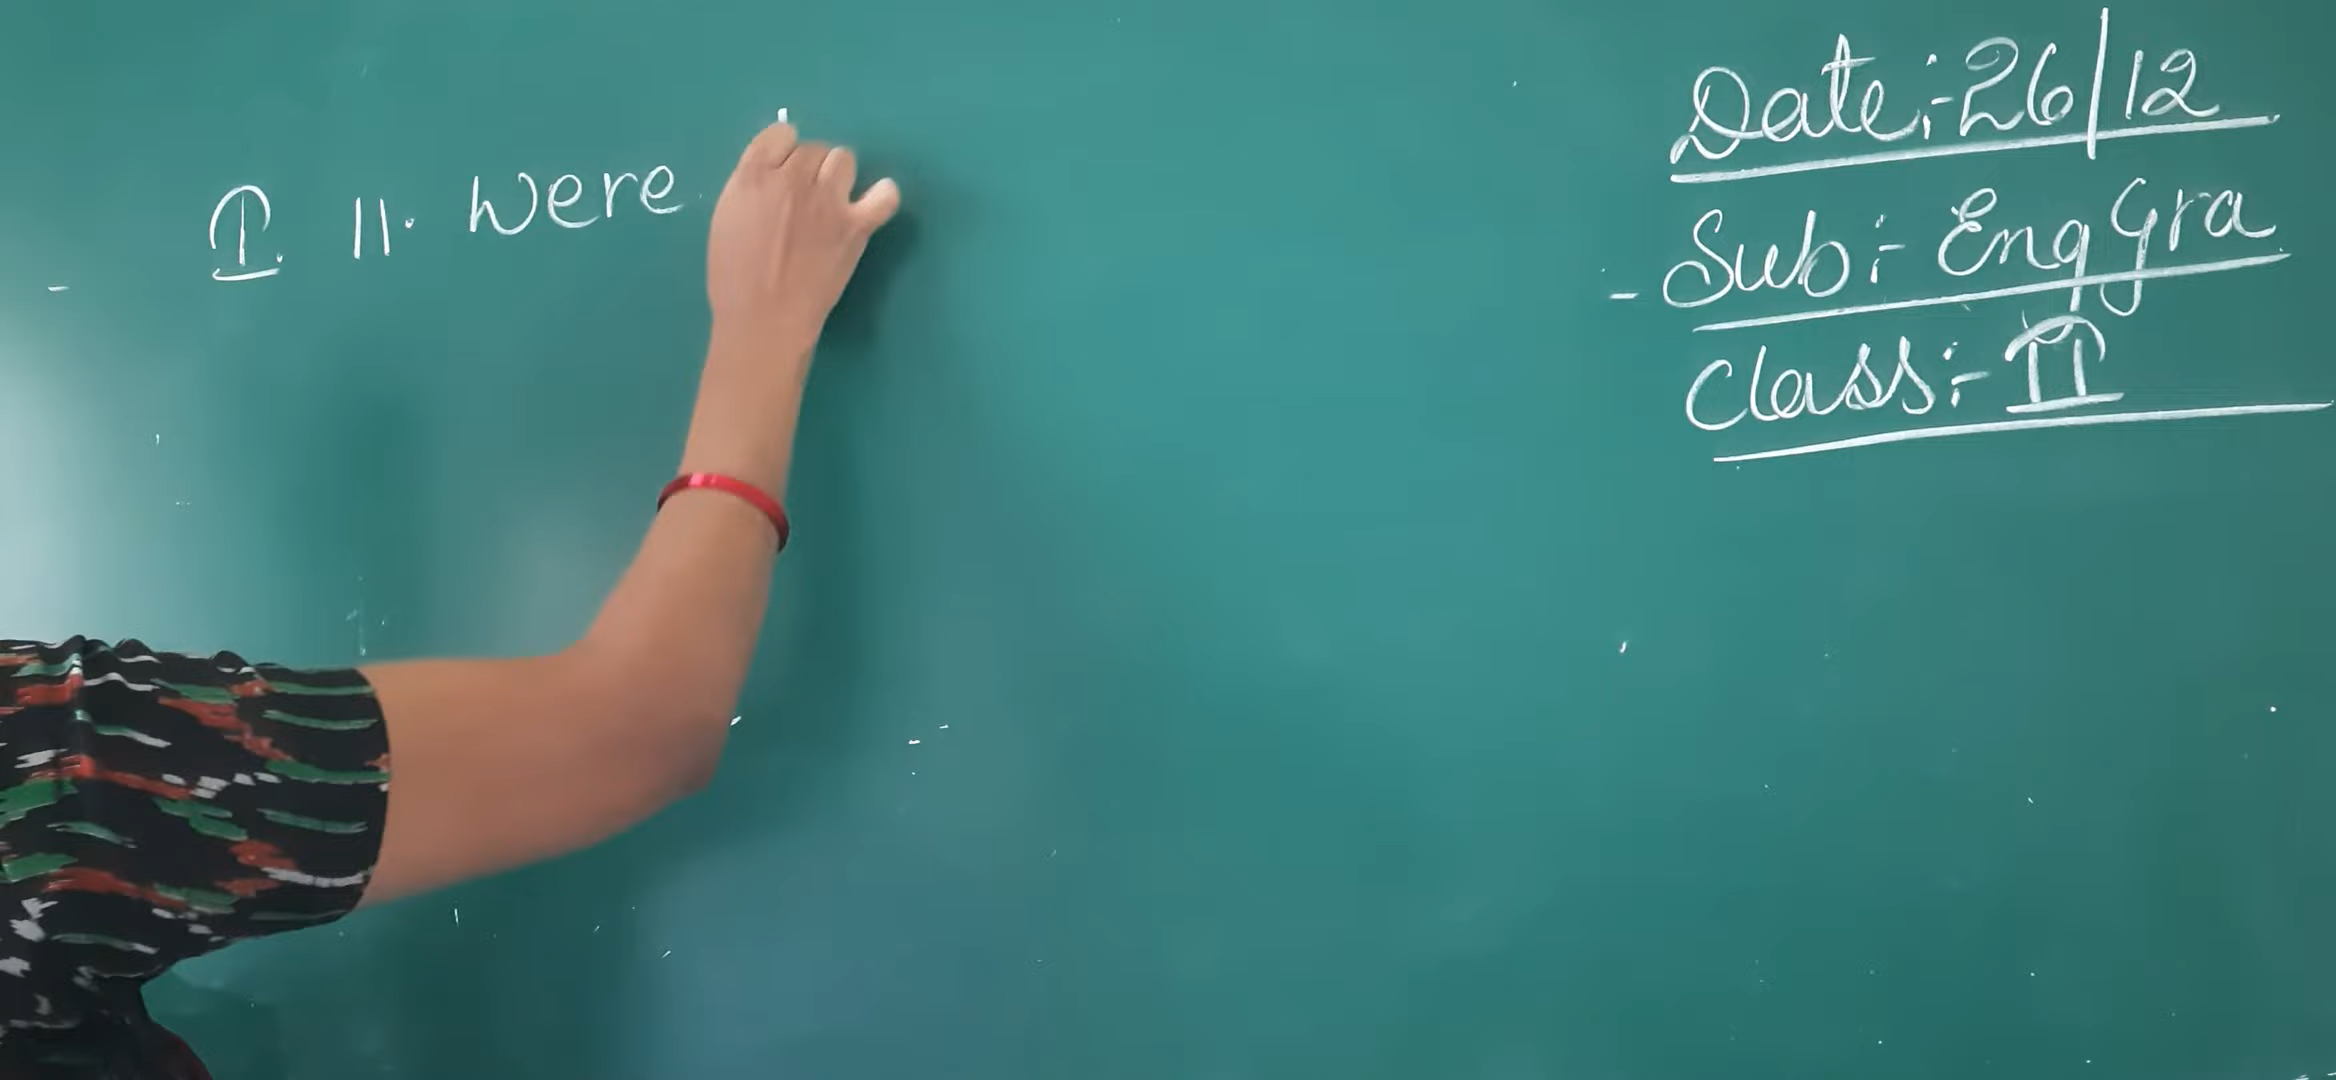 I. 11. Were
Date:-26/12
Sub:- Eng Gra
Class:- II